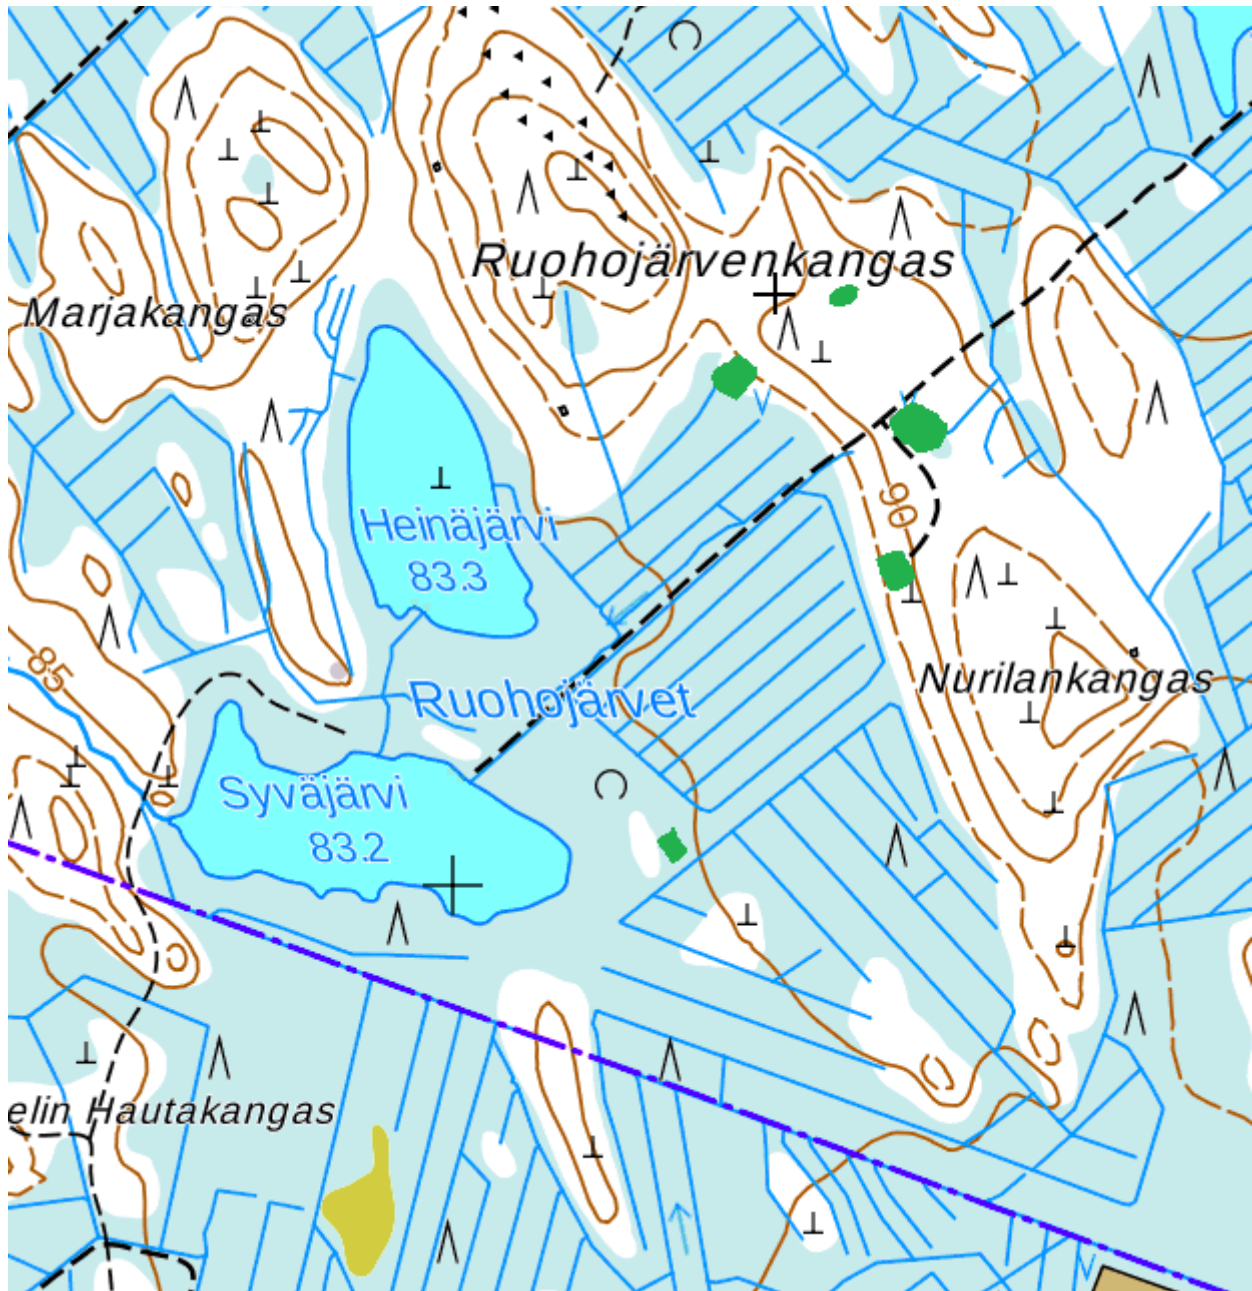 Ruohojärvenkangas
Marjakangas
90
Heinäjärvi
83.3
85
Nurilankangas
Ruohojärvet
Syväjärvi
83.2
elin Hautakangas